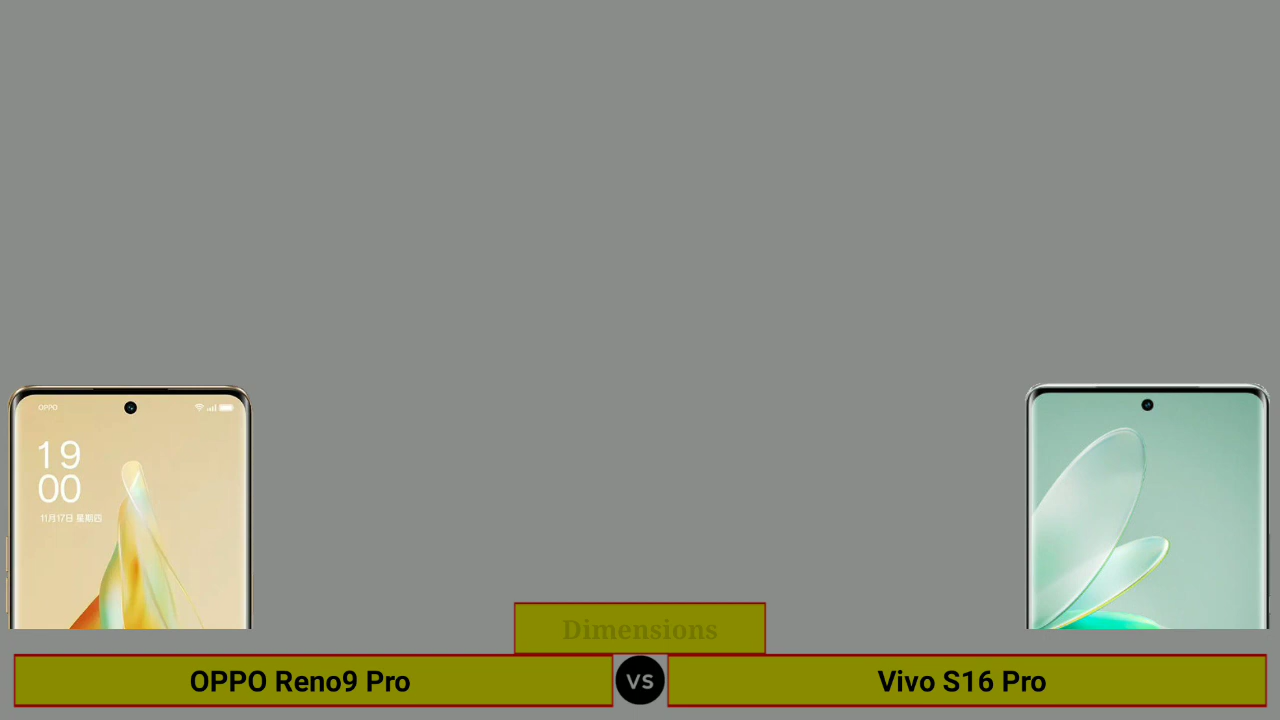 OPPO
19
00
11月17日 星期四
Dimensions
OPPO Reno9 Pro
VS
Vivo S16 Pro